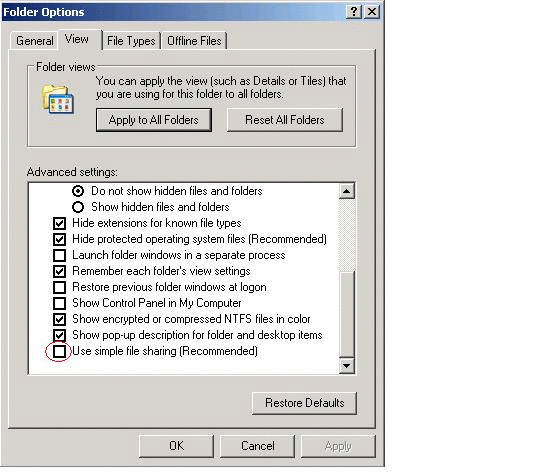 Folder Options
General View File Types Offline Files
Folder views
You can apply the view (such as Details or Tiles) that
you are using for this folder to all folders.
Apply to All Folders Reset All Folders
Advanced settings:
Do not show hidden files and folders
Show hidden files and folders
Hide extensions for known file types
Hide protected operating system files (Recommended)
Launch folder windows in a separate process
Remember each folder's view settings
Restore previous folder windows at logon
Show Control Panel in My Computer
Show encrypted or compressed NTFS files in color
Show pop-up description for folder and desktop items
Use simple file sharing (Recommended)
Restore Defaults
OK Cancel Apply